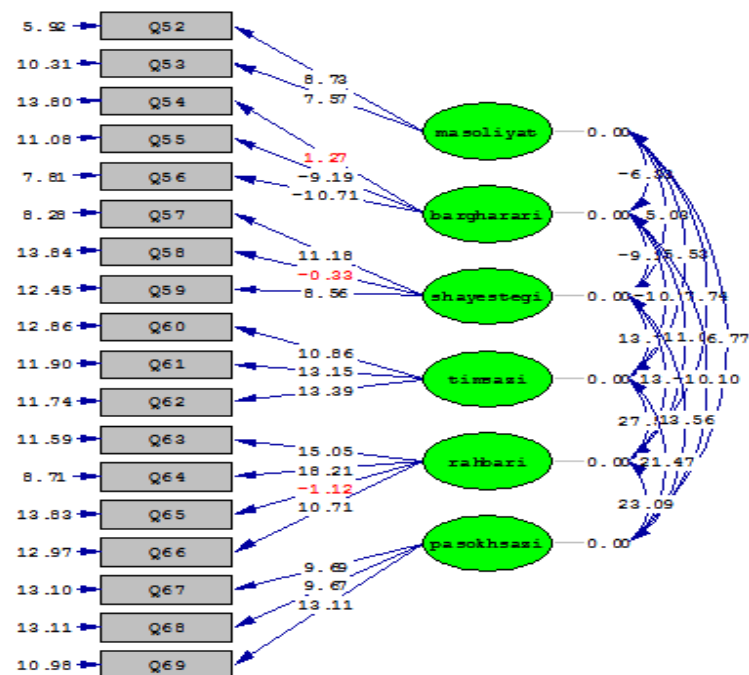 5.92 Q52
10.31 Q53
13.80 Q54
11.08 Q55
7.81 Q56
8.28 Q57
13.84 Q58
12.45 Q59
12.86 Q60
11.90 Q61
11.74 Q62
11.59 Q63
8.71 Q64
13.83 Q65
12.97 Q66
13.10 Q67
13.11 Q68
10.98 Q69
8.73
7.57
1.27
-9.19
-10.71
11.18
-0.33
8.56
10.86
13.15
13.39
15.05
18.21
-1.12
10.71
9.69
9.67
13.11
masoliyat 0.00
bargharari 0.00
shayestegi 0.00
timsazi 0.00
rahbari 0.00
pasokhsazi 0.00
6.77
10.10
13.56
21.47
23.09